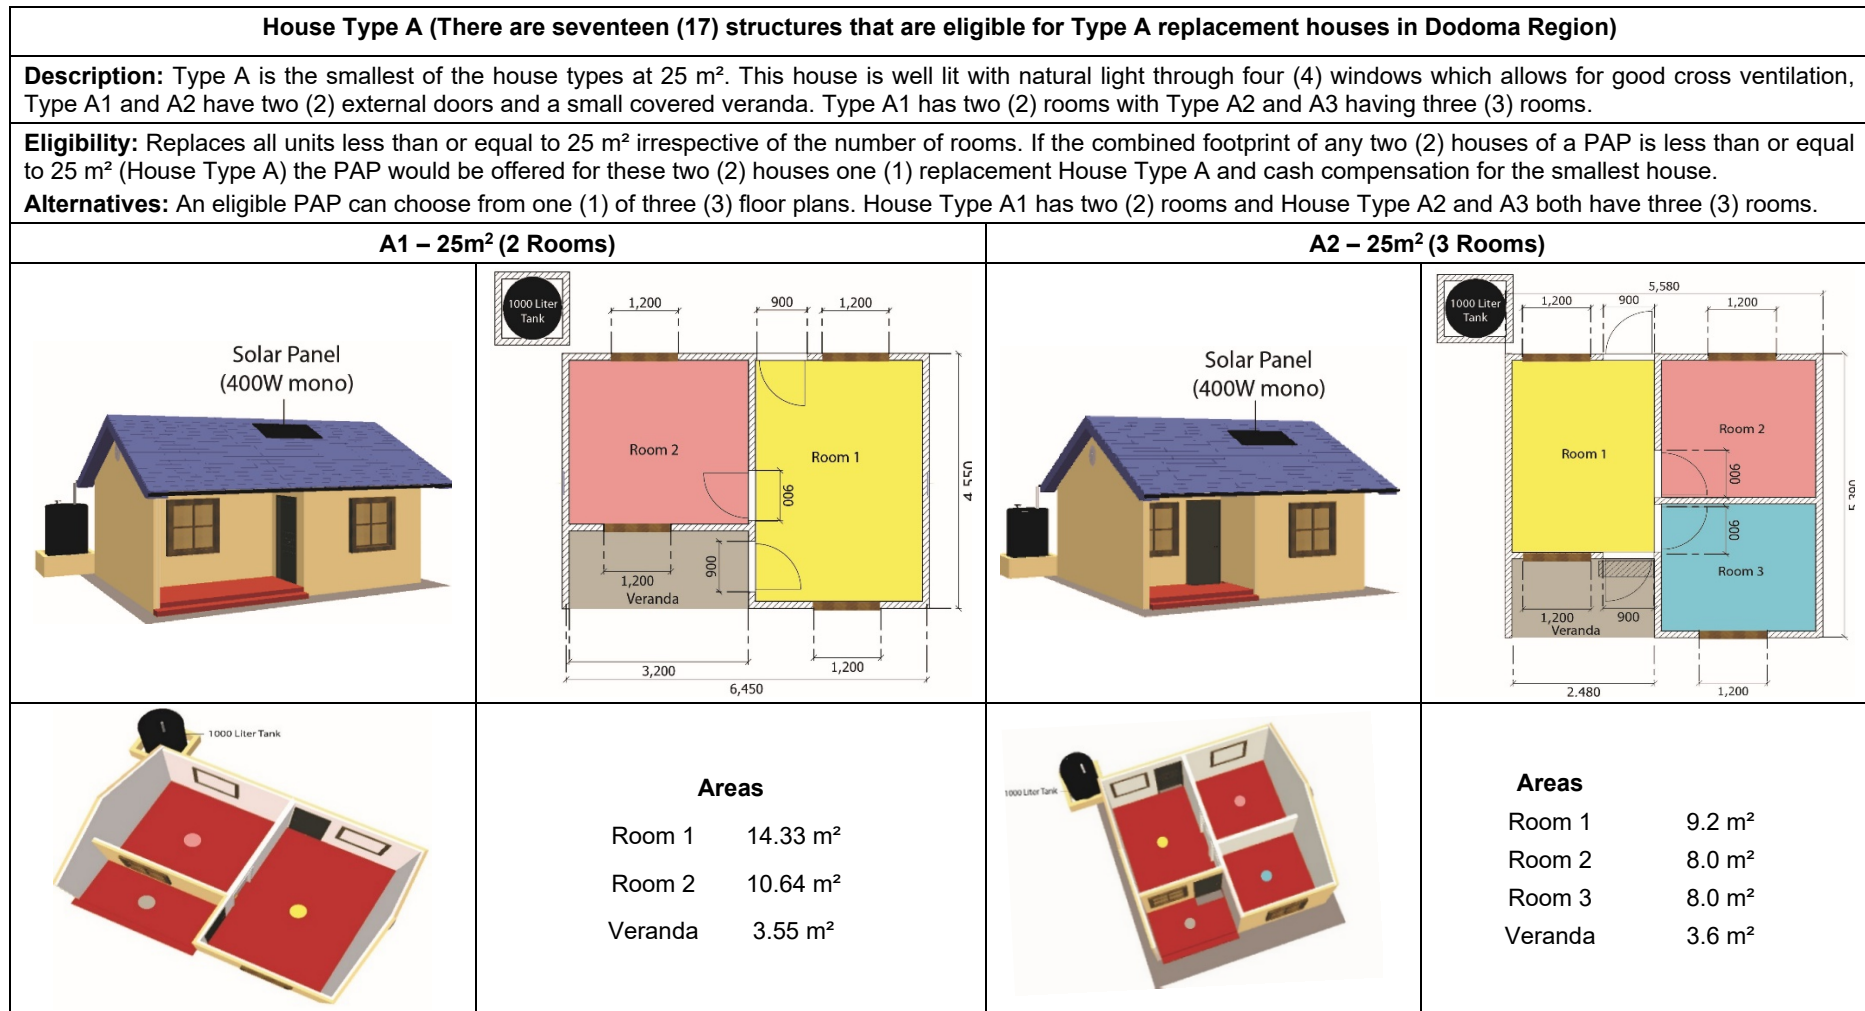 House Type A (There are seventeen (17) structures that are eligible for Type A replacement houses in Dodoma Region)
Description: Type A is the smallest of the house types at 25 m². This house is well lit with natural light through four (4) windows which allows for good cross ventilation,
Type A1 and A2 have two (2) external doors and a small covered veranda. Type A1 has two (2) rooms with Type A2 and A3 having three (3) rooms.
Eligibility: Replaces all units less than or equal to 25 m² irrespective of the number of rooms. If the combined footprint of any two (2) houses of a PAP is less than or equal
to 25 m² (House Type A) the PAP would be offered for these two (2) houses one (1) replacement House Type A and cash compensation for the smallest house.
Alternatives: An eligible PAP can choose from one (1) of three (3) floor plans. House Type A1 has two (2) rooms and House Type A2 and A3 both have three (3) rooms.
A1 – 25m² (2 Rooms)
A2 – 25m² (3 Rooms)
Solar Panel
(400W mono)
1000 Liter
Tank
1,200
900
1,200
Room 2
Room 1
900
4,550
1,200
900
Veranda
3,200
1,200
6,450
Solar Panel
(400W mono)
1000 Liter
Tank
5,580
1,200
900
1,200
Room 1
Room 2
900
900
Room 3
1,200
900
Veranda
2.480
1,200
1000 Liter Tank
Areas
Room 1 14.33 m²
Room 2 10.64 m²
Veranda 3.55 m²
1000 Liter Tank
Areas
Room 1 9.2 m²
Room 2 8.0 m²
Room 3 8.0 m²
Veranda 3.6 m²